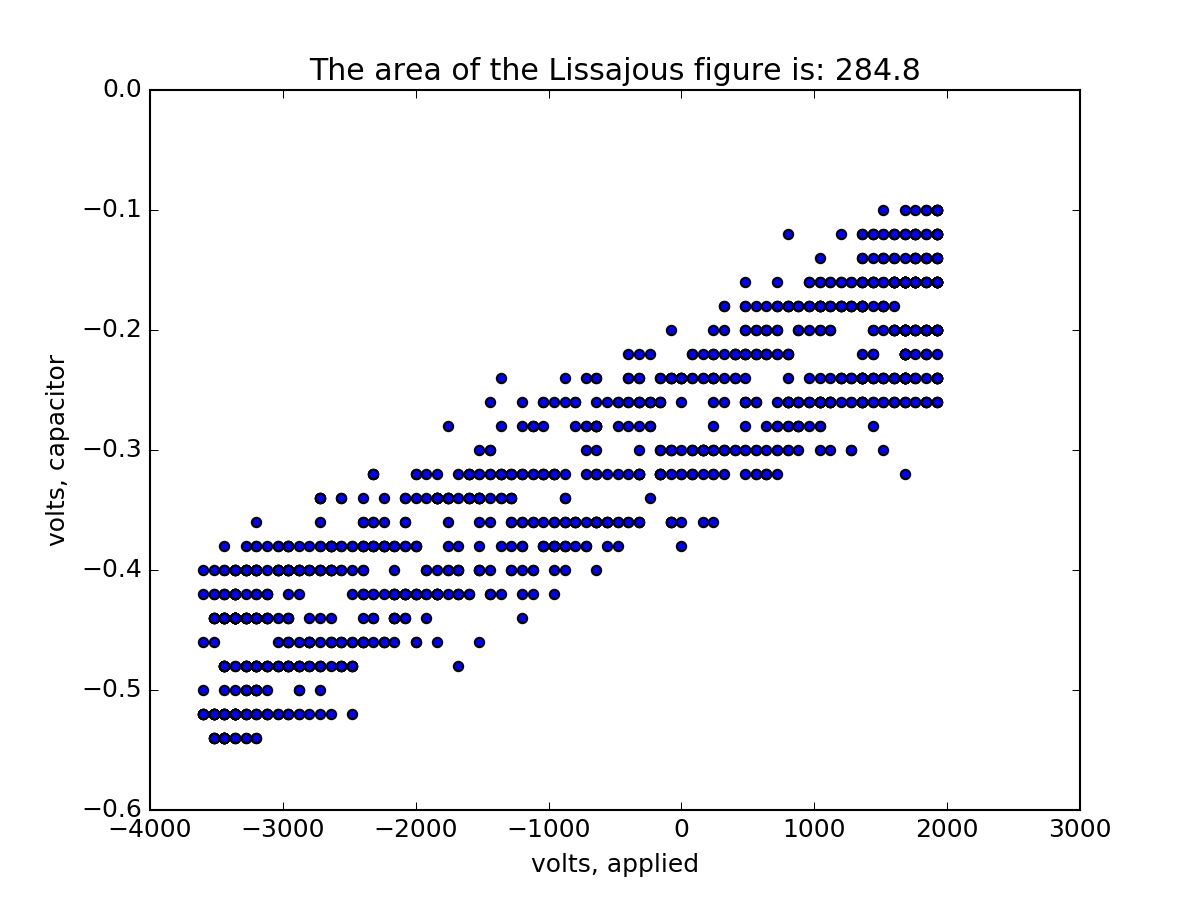 The area of the Lissajous figure is: 284.8
0.0
−0.1
−0.2
−0.3
−0.4
−0.5
−0.6
volts, capacitor
−4000 −3000 −2000 −1000 0 1000 2000 3000
volts, applied